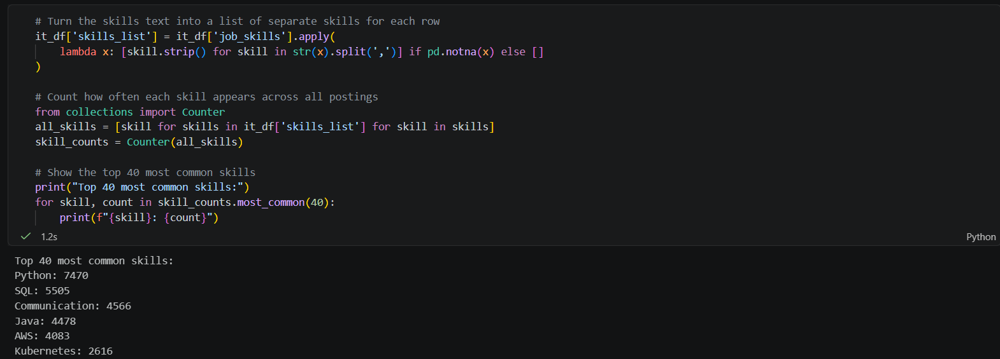 # Turn the skills text into a list of separate skills for each row
it_df['skills_list'] = it_df['job_skills'].apply(
    lambda x: [skill.strip() for skill in str(x).split(',')] if pd.notna(x) else []
)
# Count how often each skill appears across all postings
from collections import Counter
all_skills = [skill for skills in it_df['skills_list'] for skill in skills]
skill_counts = Counter(all_skills)
# Show the top 40 most common skills
print("Top 40 most common skills:")
for skill, count in skill_counts.most_common(40):
    print(f"{skill}: {count}")
1.2s
Python
Top 40 most common skills:
Python: 7470
SQL: 5505
Communication: 4566
Java: 4478
AWS: 4083
Kubernetes: 2616